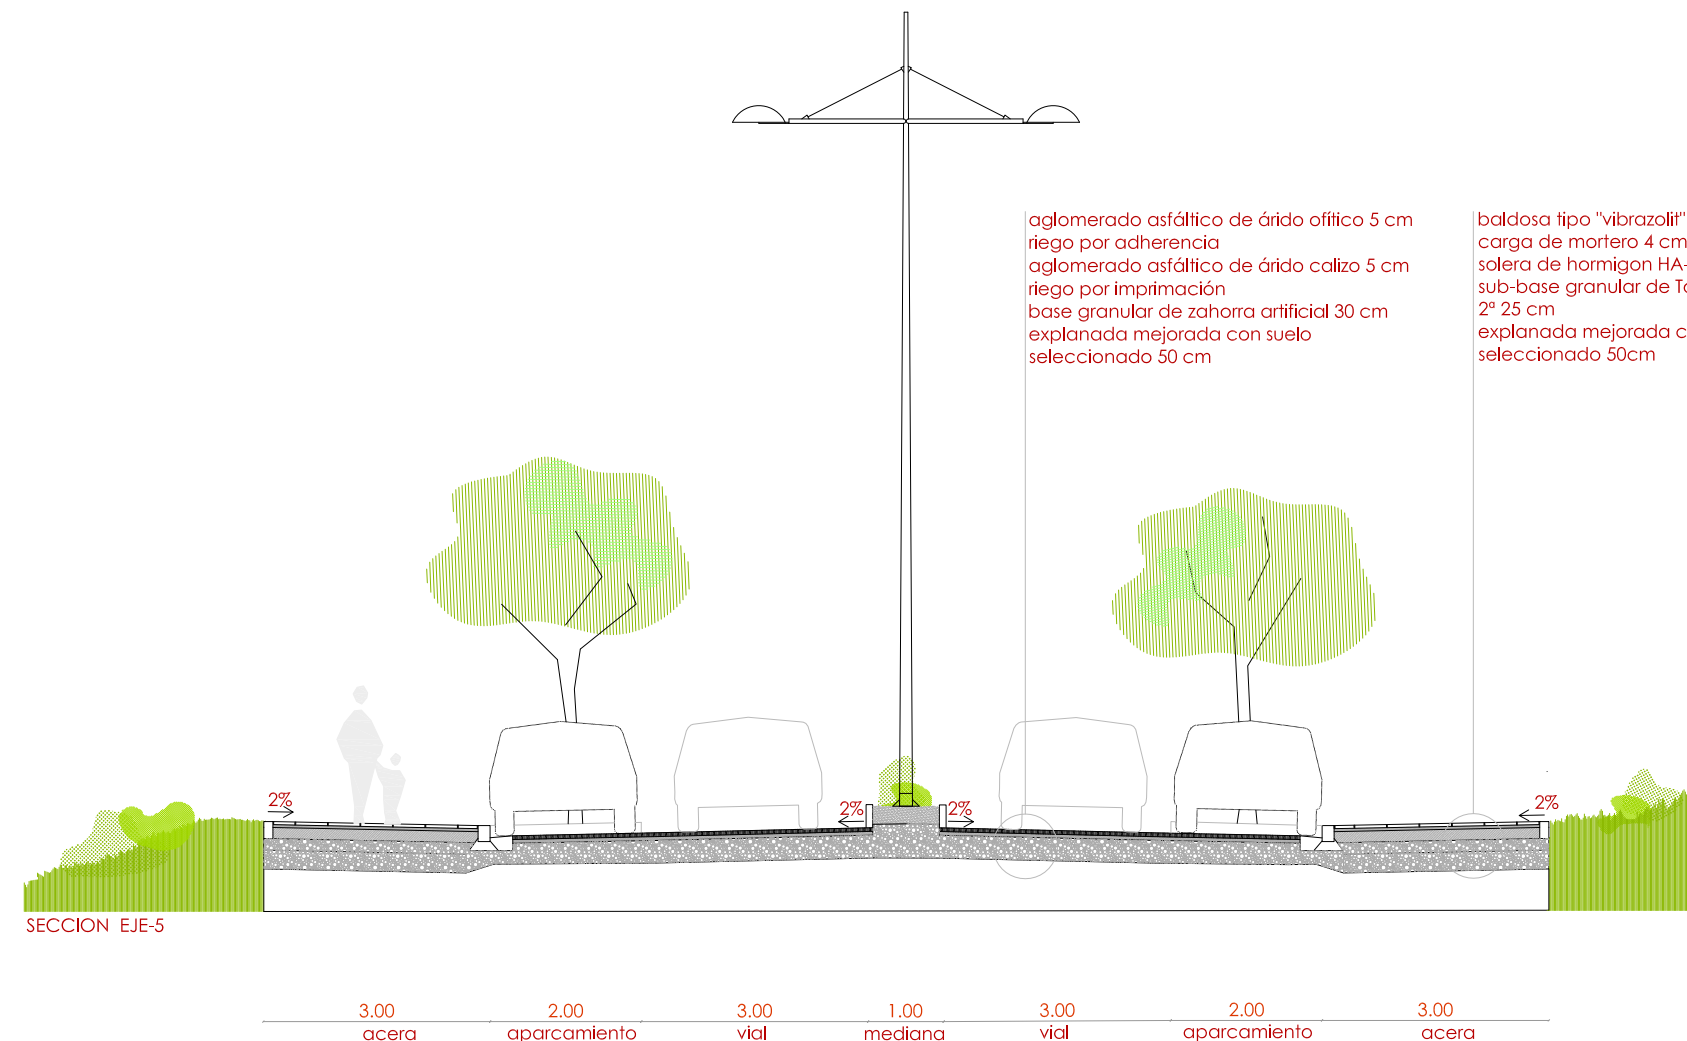 aglomerado asfáltico de árido ofítico 5 cm
riego por adherencia
aglomerado asfáltico de árido calizo 5 cm
riego por imprimación
base granular de zahorra artificial 30 cm
explanada mejorada con suelo
seleccionado 50 cm
baldosa tipo "vibrazolit"
carga de mortero 4 cm
solera de hormigon HA-
sub-base granular de
2ª 25 cm
explanada mejorada
seleccionado 50cm
2%
2%
2%
2%
SECCION EJE-5
3.00
2.00
3.00
1.00
3.00
2.00
3.00
acera
aparcamiento
vial
mediana
vial
aparcamiento
acera